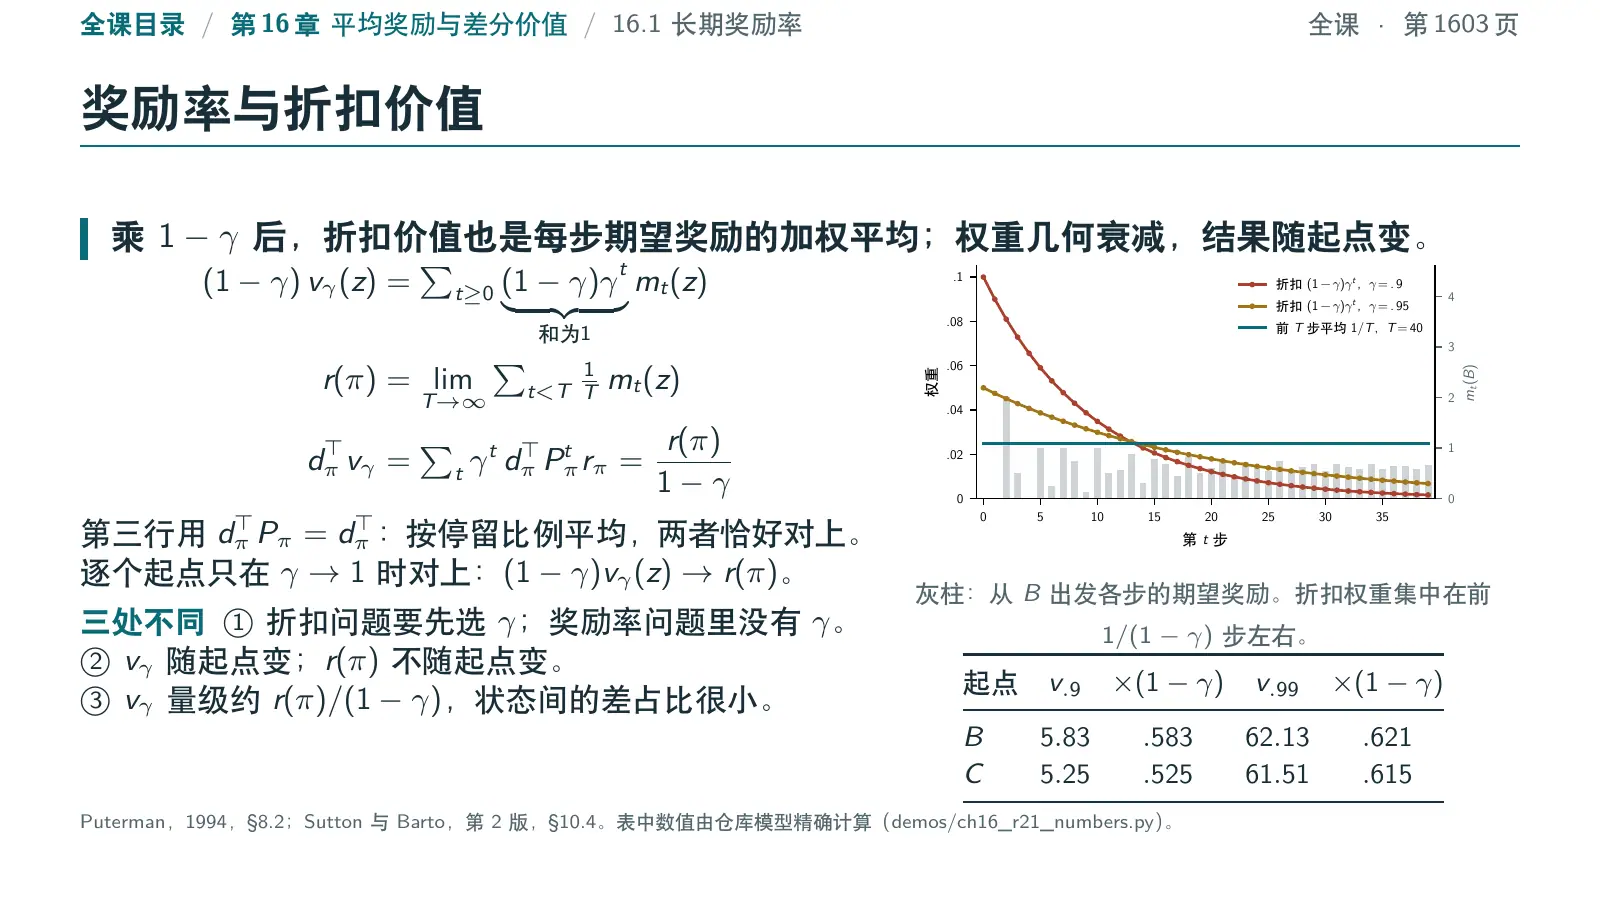 全课目录 / 第 16 章 平均奖励与差分价值 / 16.1 长期奖励率
全课 · 第 1603 页
奖励率与折扣价值
乘 1 − γ 后，折扣价值也是每步期望奖励的加权平均；权重几何衰减，结果随起点变。
(1 − γ) v_γ(z) = ∑_{t≥0} (1 − γ)γ^t m_t(z)
和为1
r(π) = lim_{T→∞} ∑_{t<T} 1/T m_t(z)
d_π^⊤ v_γ = ∑_t γ^t d_π^⊤ P_π^t r_π = r(π)/(1 − γ)
第三行用 d_π^⊤ P_π = d_π^⊤：按停留比例平均，两者恰好对上。
逐个起点只在 γ → 1 时对上：(1 − γ)v_γ(z) → r(π)。
三处不同 ① 折扣问题要先选 γ；奖励率问题里没有 γ。
② v_γ 随起点变；r(π) 不随起点变。
③ v_γ 量级约 r(π)/(1 − γ)，状态间的差占比很小。
折扣 (1−γ)γ^t，γ=.9
折扣 (1−γ)γ^t，γ=.95
前 T 步平均 1/T，T=40
权重
.1
.08
.06
.04
.02
0
4
3
2
1
0
m_t(B)
0 5 10 15 20 25 30 35
第 t 步
灰柱：从 B 出发各步的期望奖励。折扣权重集中在前
1/(1 − γ) 步左右。
起点 v_.9 ×(1 − γ) v_.99 ×(1 − γ)
B 5.83 .583 62.13 .621
C 5.25 .525 61.51 .615
Puterman，1994，§8.2；Sutton 与 Barto，第 2 版，§10.4。表中数值由仓库模型精确计算（demos/ch16_r21_numbers.py）。